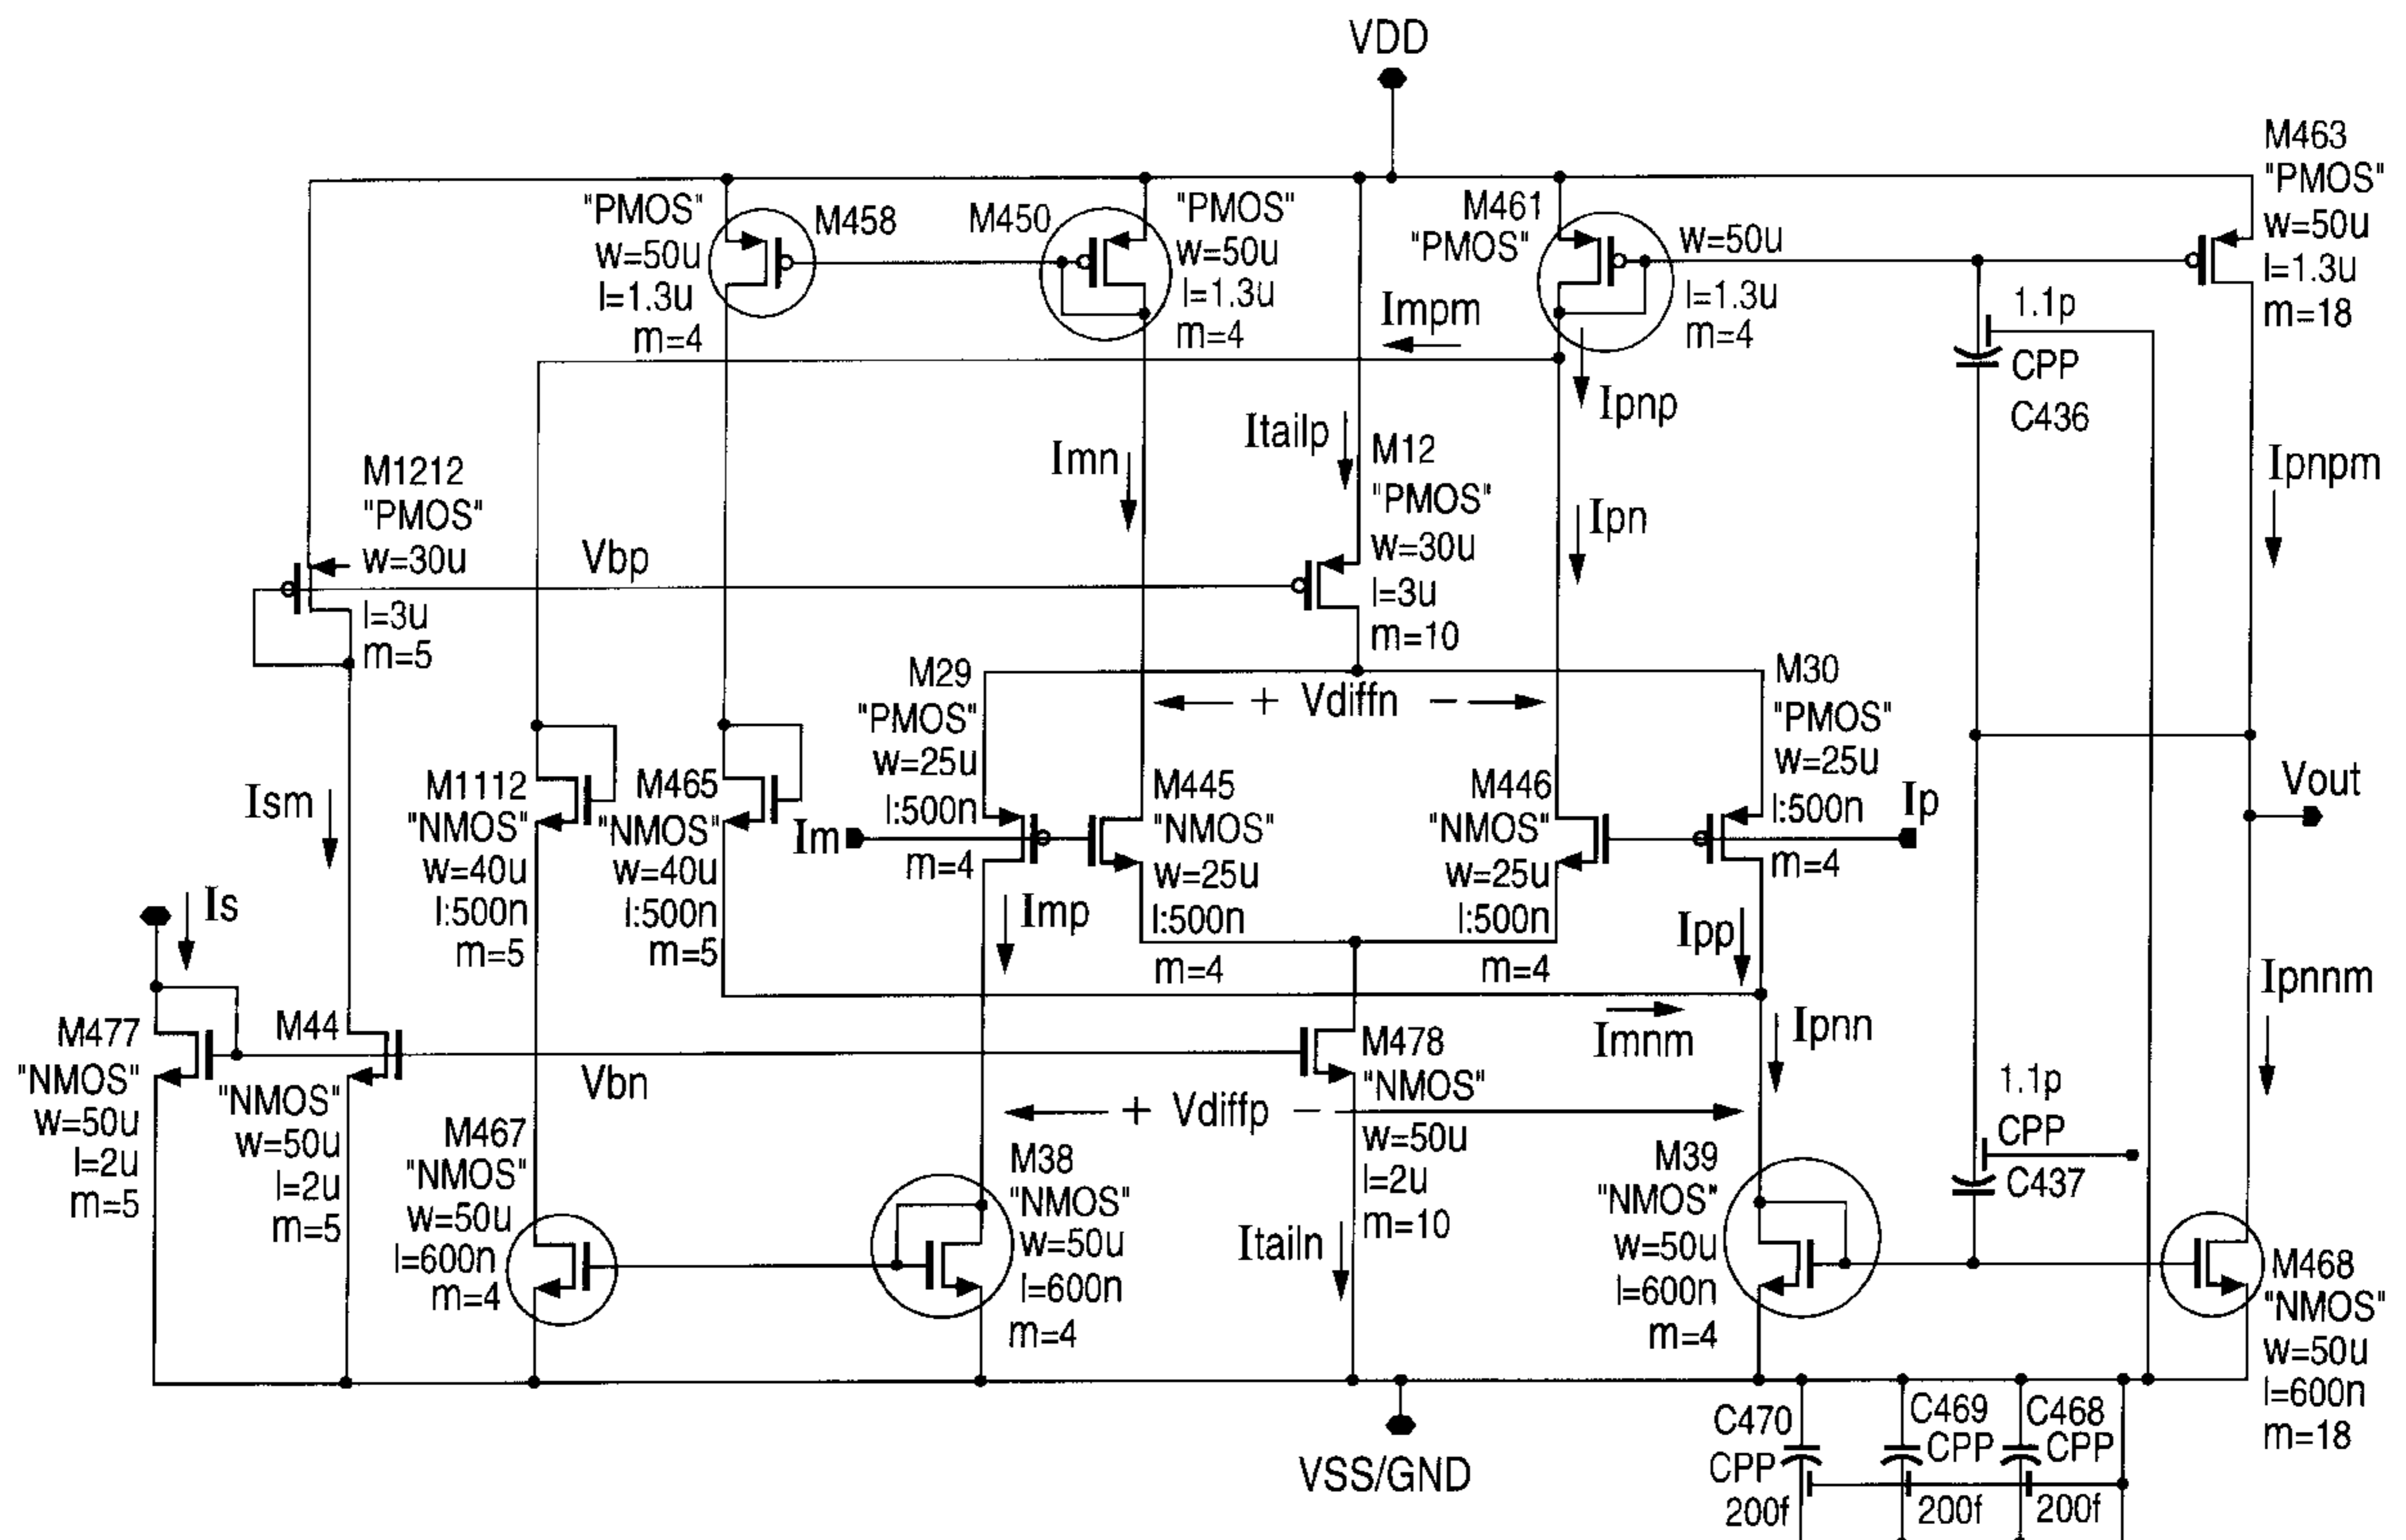 VDD
M463
"PMOS"
w=50u
l=1.3u
m=18
"PMOS"
w=50u
l=1.3u
m=4
M458
M450
"PMOS"
w=50u
l=1.3u
m=4
M461
"PMOS"
w=50u
l=1.3u
m=4
Impm
Ipnp
1.1p
CPP
C436
Ipnpm
M1212
"PMOS"
w=30u
l=3u
m=5
Vbp
Imn
Itailp
M12
"PMOS"
w=30u
l=3u
m=10
Ipn
M29
"PMOS"
w=25u
l:500n
m=4
+ Vdiffn −
M30
"PMOS"
w=25u
l:500n
m=4
Ism
M1112
"NMOS"
w=40u
l:500n
m=5
M465
"NMOS"
w=40u
l:500n
m=5
Im
M445
"NMOS"
w=25u
l:500n
m=4
M446
"NMOS"
w=25u
l:500n
m=4
Ip
Vout
Is
Imp
Ipp
Ipnnm
M477
"NMOS"
w=50u
l=2u
m=5
M44
"NMOS"
w=50u
l=2u
m=5
Vbn
M478
"NMOS"
w=50u
l=2u
m=10
Imnm
Ipnn
+ Vdiffp −
1.1p
CPP
C437
M467
"NMOS"
w=50u
l=600n
m=4
M38
"NMOS"
w=50u
l=600n
m=4
Itailn
M39
"NMOS"
w=50u
l=600n
m=4
M468
"NMOS"
w=50u
l=600n
m=18
VSS/GND
C470
CPP
200f
C469
CPP
200f
C468
CPP
200f